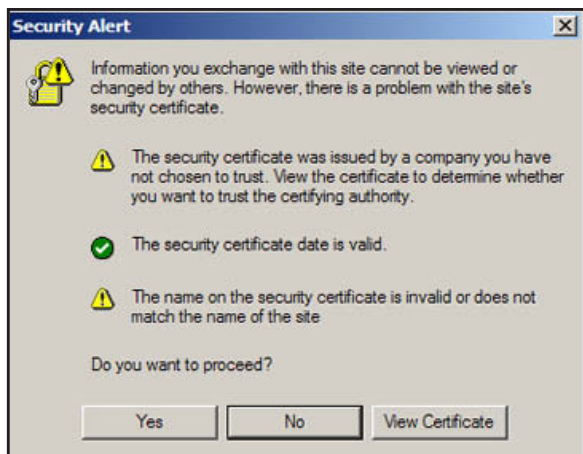 Security Alert
Information you exchange with this site cannot be viewed or
changed by others. However, there is a problem with the site's
security certificate.
The security certificate was issued by a company you have
not chosen to trust. View the certificate to determine whether
you want to trust the certifying authority.
The security certificate date is valid.
The name on the security certificate is invalid or does not
match the name of the site
Do you want to proceed?
Yes No View Certificate